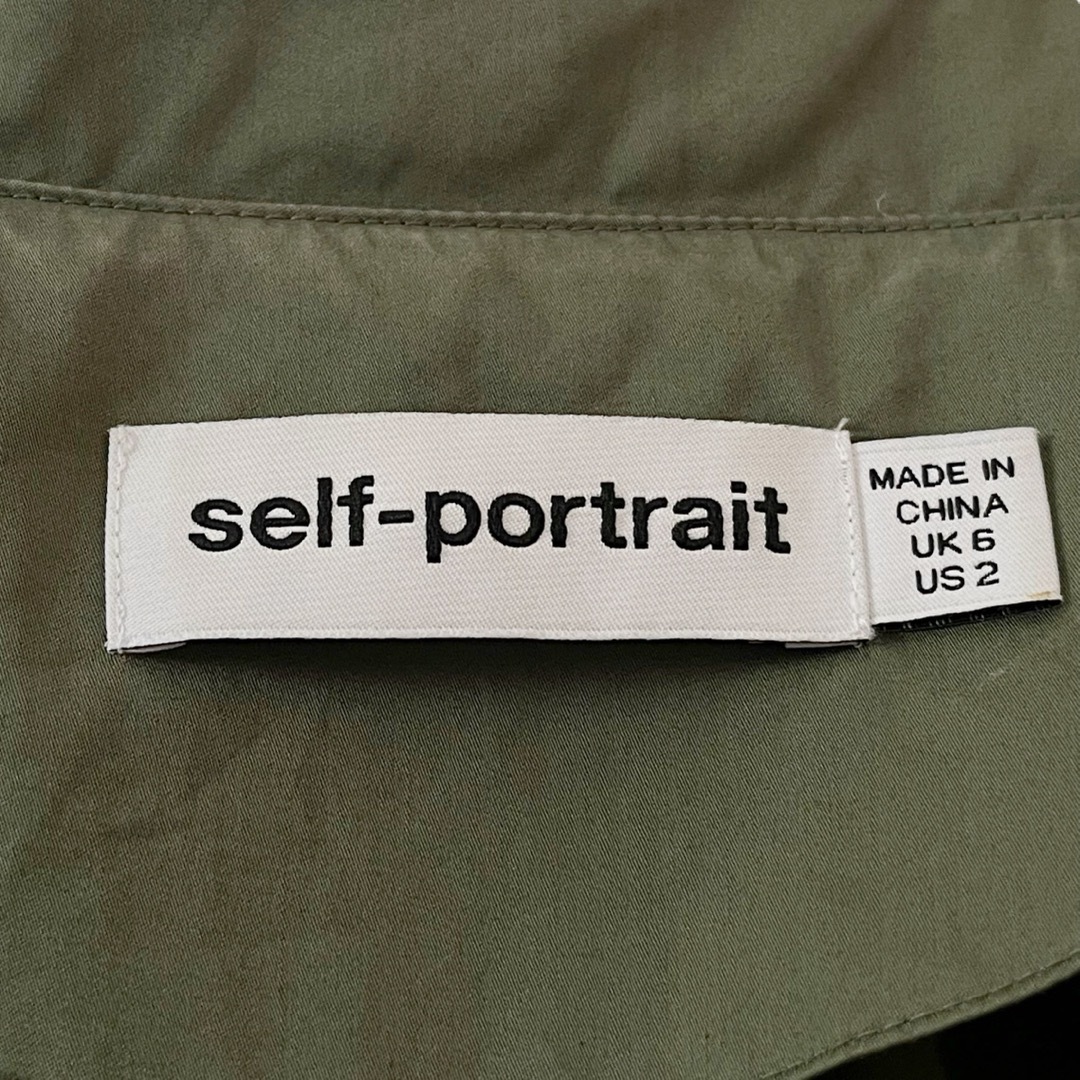 self-portrait
MADE IN
CHINA
UK 6
US 2